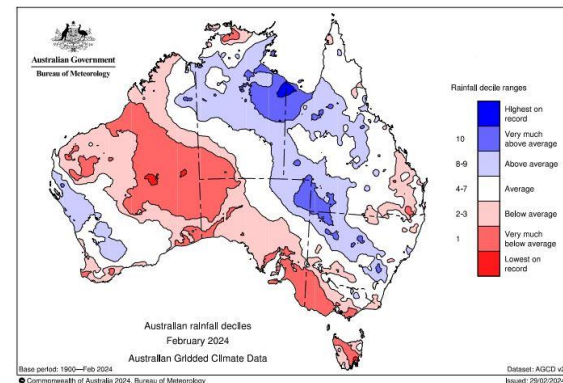 Australian Government
Bureau of Meteorology
Rainfall decile ranges
Highest on
record
10
Very much
above average
8-9
Above average
4-7
Average
2-3
Below average
1
Very much
below average
Lowest on
record
Australian rainfall deciles
February 2024
Australian Gridded Climate Data
Base period: 1900—Feb 2024
Dataset: AGCD v2
© Commonwealth of Australia 2024, Bureau of Meteorology
Issued: 29/02/2024